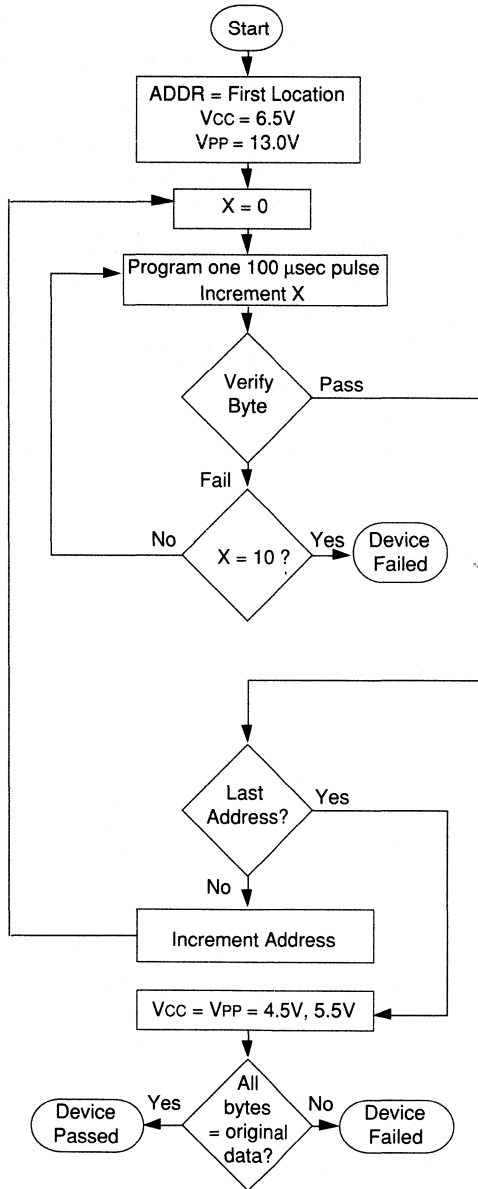 Start
ADDR = First Location
VCC = 6.5V
VPP = 13.0V
X = 0
Program one 100 µsec pulse
Increment X
Verify
Byte
Pass
Fail
No
X = 10 ?
Yes
Device
Failed
Last
Address?
Yes
No
Increment Address
VCC = VPP = 4.5V, 5.5V
All
bytes
= original
data?
Yes
Device
Passed
No
Device
Failed